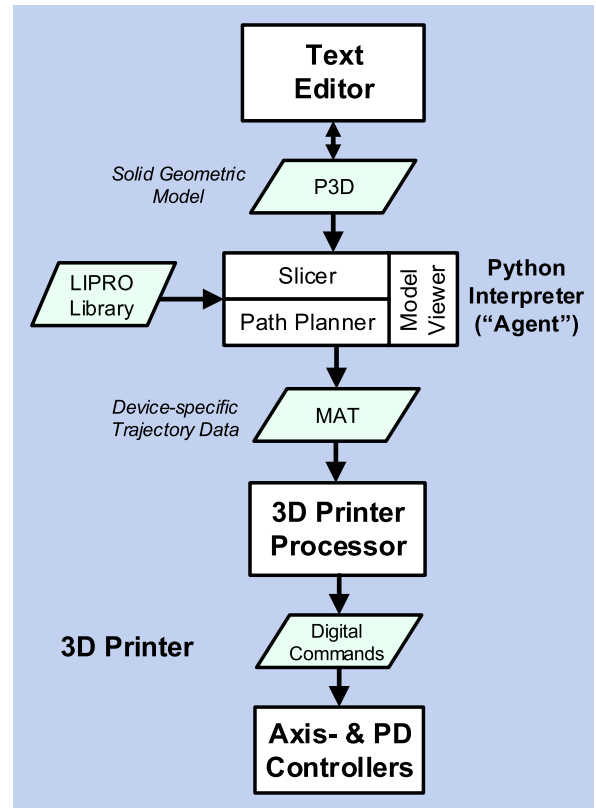 Text
Editor
Solid Geometric
Model
P3D
LIPRO
Library
Slicer
Path Planner
Model
Viewer
Python
Interpreter
(“Agent”)
Device-specific
Trajectory Data
MAT
3D Printer
Processor
3D Printer
Digital
Commands
Axis- & PD
Controllers